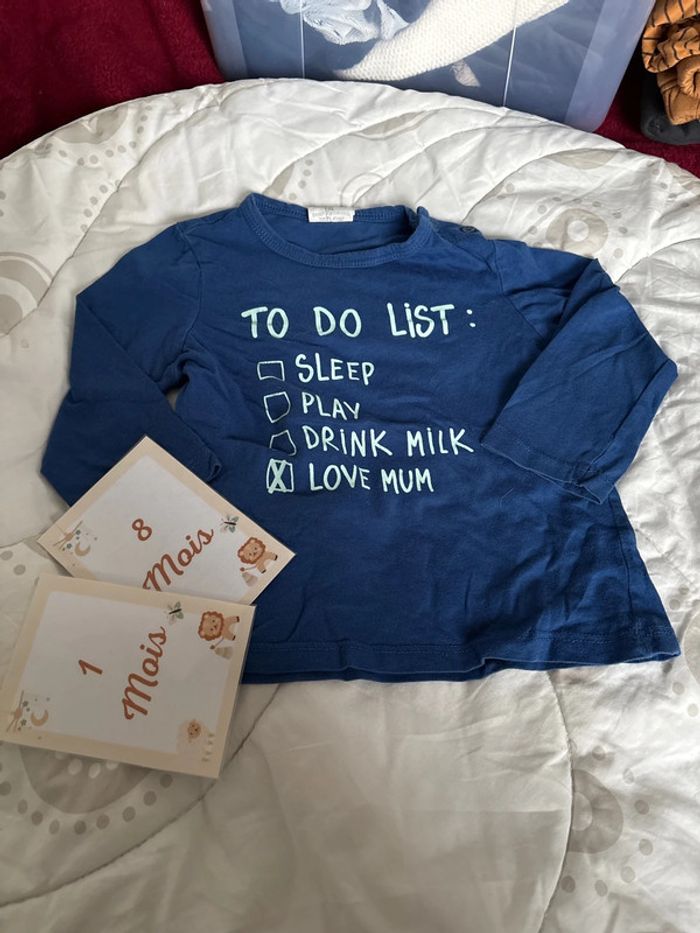 TO DO LIST:
SLEEP
PLAY
DRINK MILK
LOVE MUM
8
Mois
1
Mois